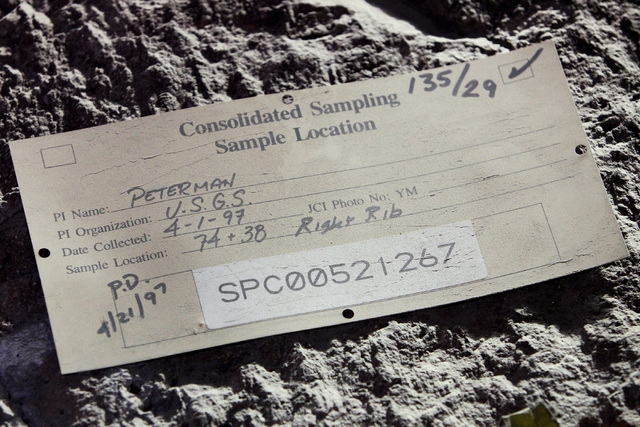 135/29 ✓
Consolidated Sampling
Sample Location
PI Name: PETERMAN
PI Organization: U.S.G.S.
Date Collected: 4-1-97 JCI Photo No: YM
Sample Location: 74+38 Right Rib
P.D.
4/21/97
SPC00521267